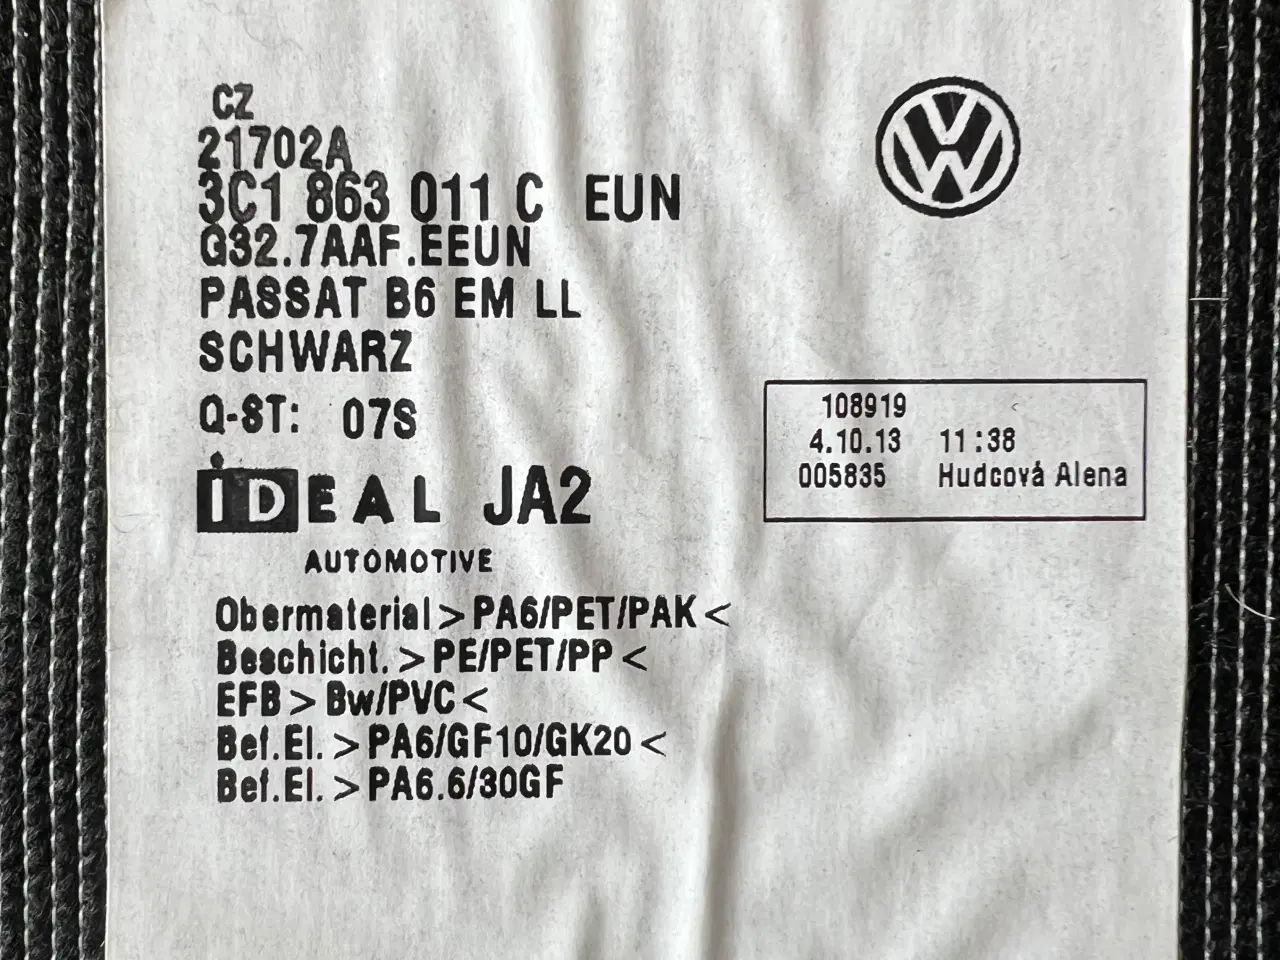 CZ
21702A
3C1 863 011 C EUN
G32.7AAF.EEUN
PASSAT B6 EM LL
SCHWARZ
Q-ST: 07S
iDEAL JA2
AUTOMOTIVE
Obermaterial>PA6/PET/PAK<
Beschicht.>PE/PET/PP<
EFB>Bw/PVC<
Bef.El.>PA6/GF10/GK20<
Bef.El.>PA6.6/30GF
VW
108919
4.10.13 11:38
005835 Hudcová Alena